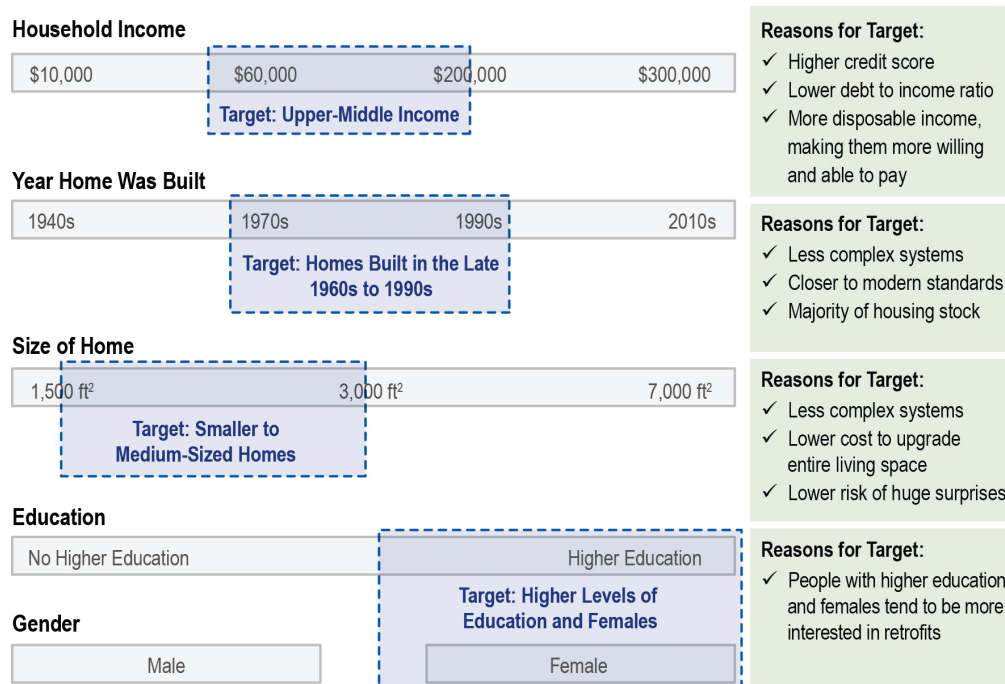 Household Income
$10,000 $60,000 $200,000 $300,000
Target: Upper-Middle Income
Reasons for Target:
✓ Higher credit score
✓ Lower debt to income ratio
✓ More disposable income,
making them more willing
and able to pay
Year Home Was Built
1940s 1970s 1990s 2010s
Target: Homes Built in the Late
1960s to 1990s
Reasons for Target:
✓ Less complex systems
✓ Closer to modern standards
✓ Majority of housing stock
Size of Home
1,500 ft² 3,000 ft² 7,000 ft²
Target: Smaller to
Medium-Sized Homes
Reasons for Target:
✓ Less complex systems
✓ Lower cost to upgrade
entire living space
✓ Lower risk of huge surprises
Education
No Higher Education Higher Education
Target: Higher Levels of
Education and Females
Gender
Male Female
Reasons for Target:
✓ People with higher education
and females tend to be more
interested in retrofits